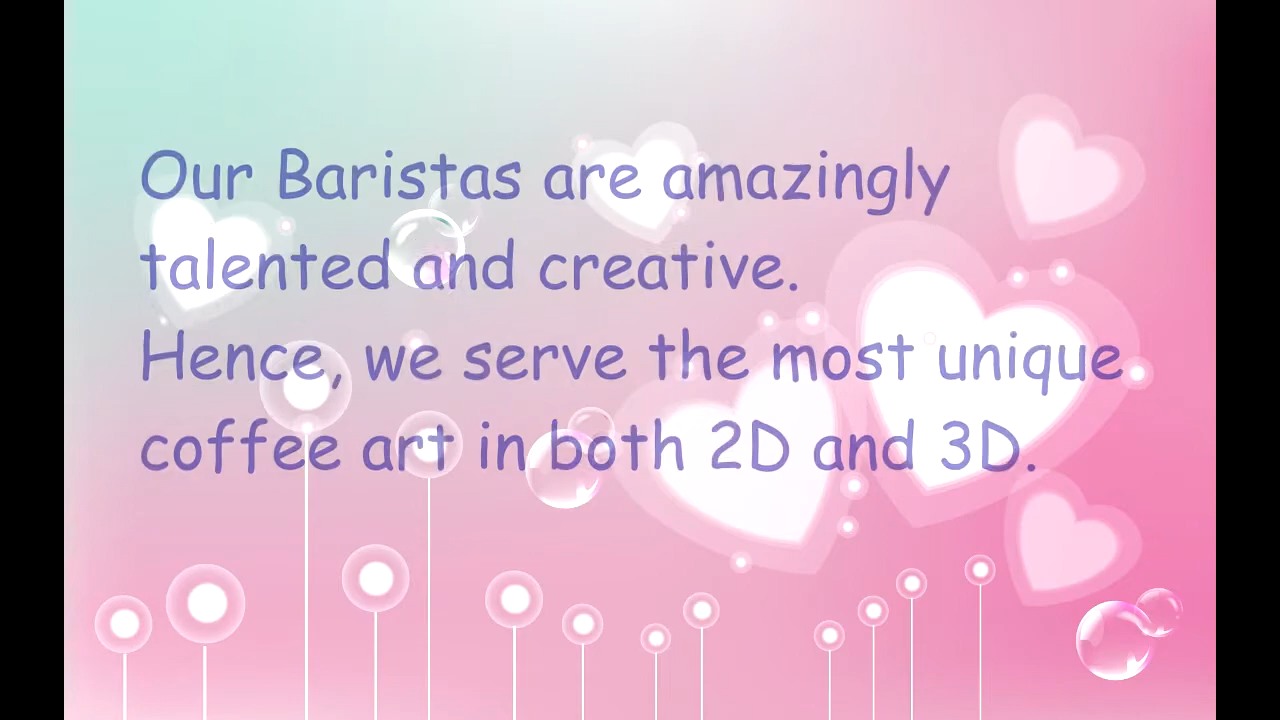 Our Baristas are amazingly
talented and creative.
Hence, we serve the most unique
coffee art in both 2D and 3D.